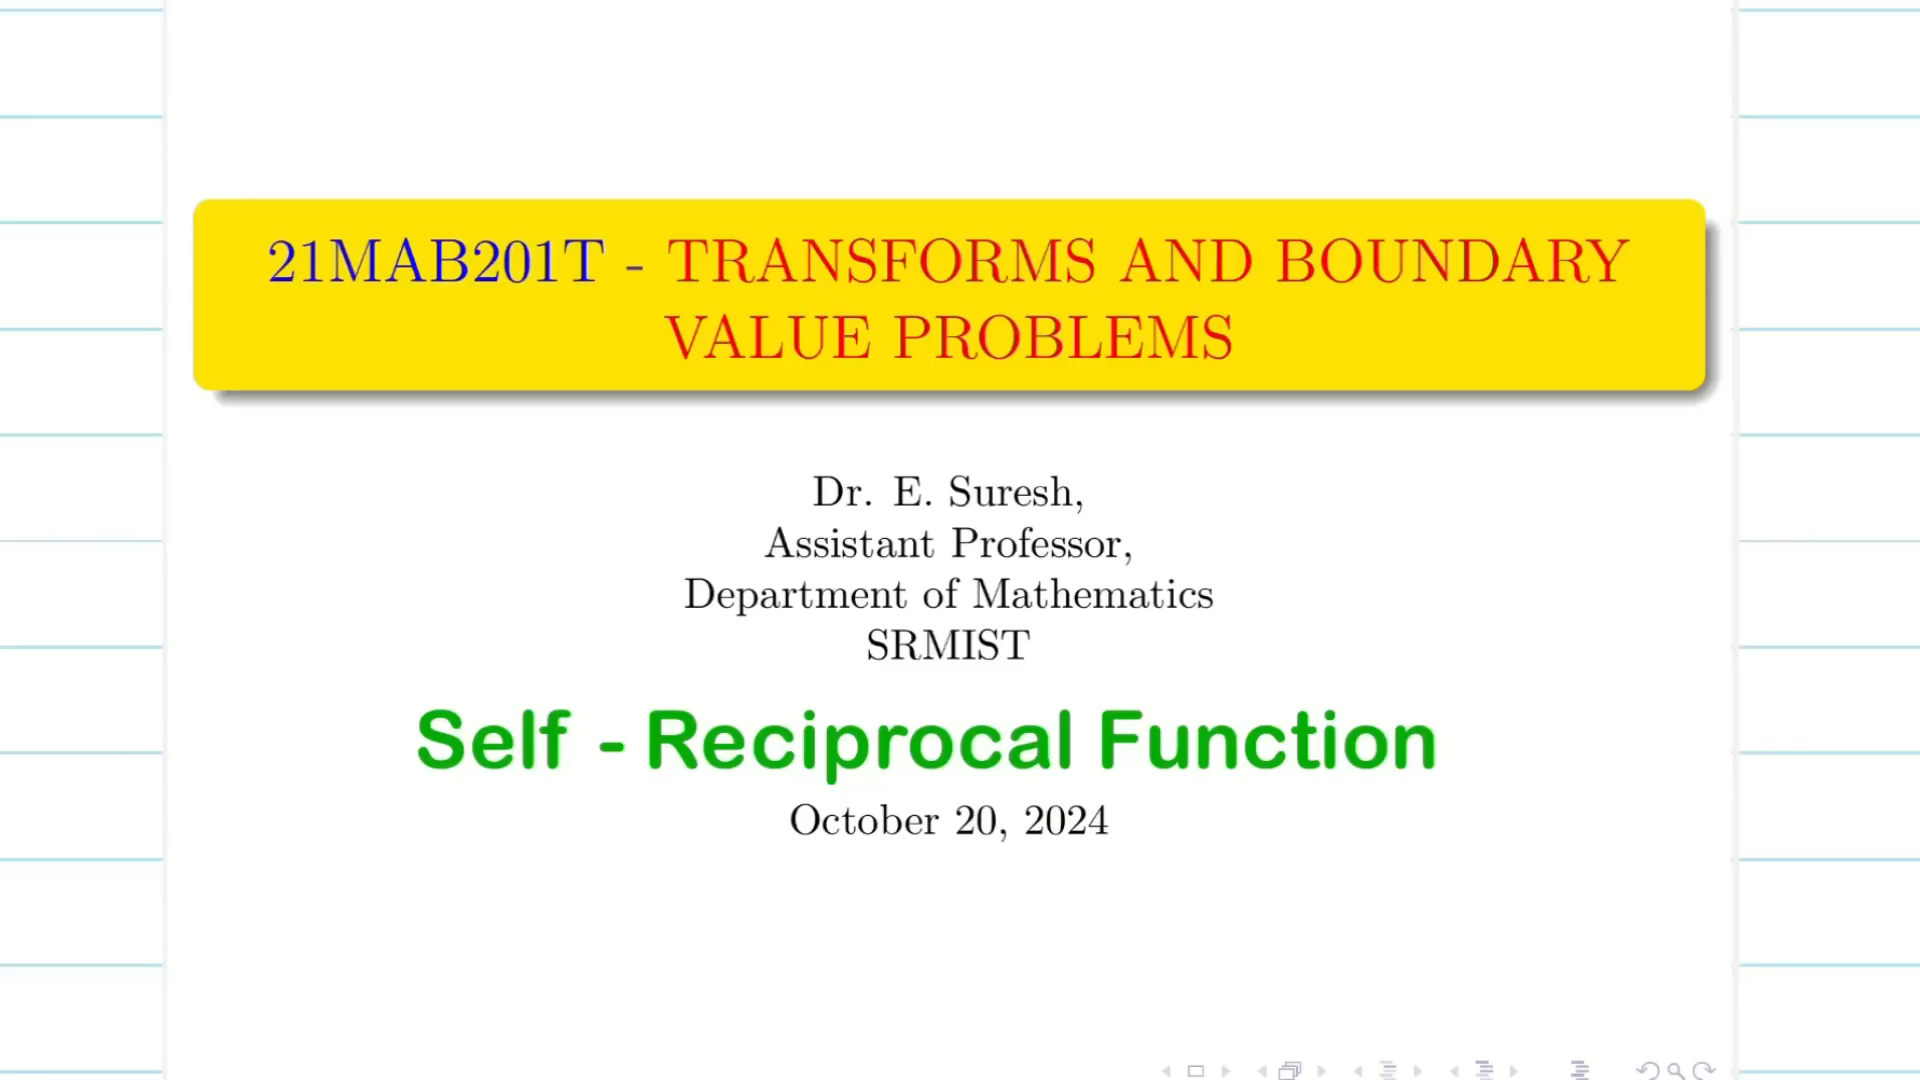 21MAB201T - TRANSFORMS AND BOUNDARY
VALUE PROBLEMS
Dr. E. Suresh,
Assistant Professor,
Department of Mathematics
SRMIST
Self - Reciprocal Function
October 20, 2024